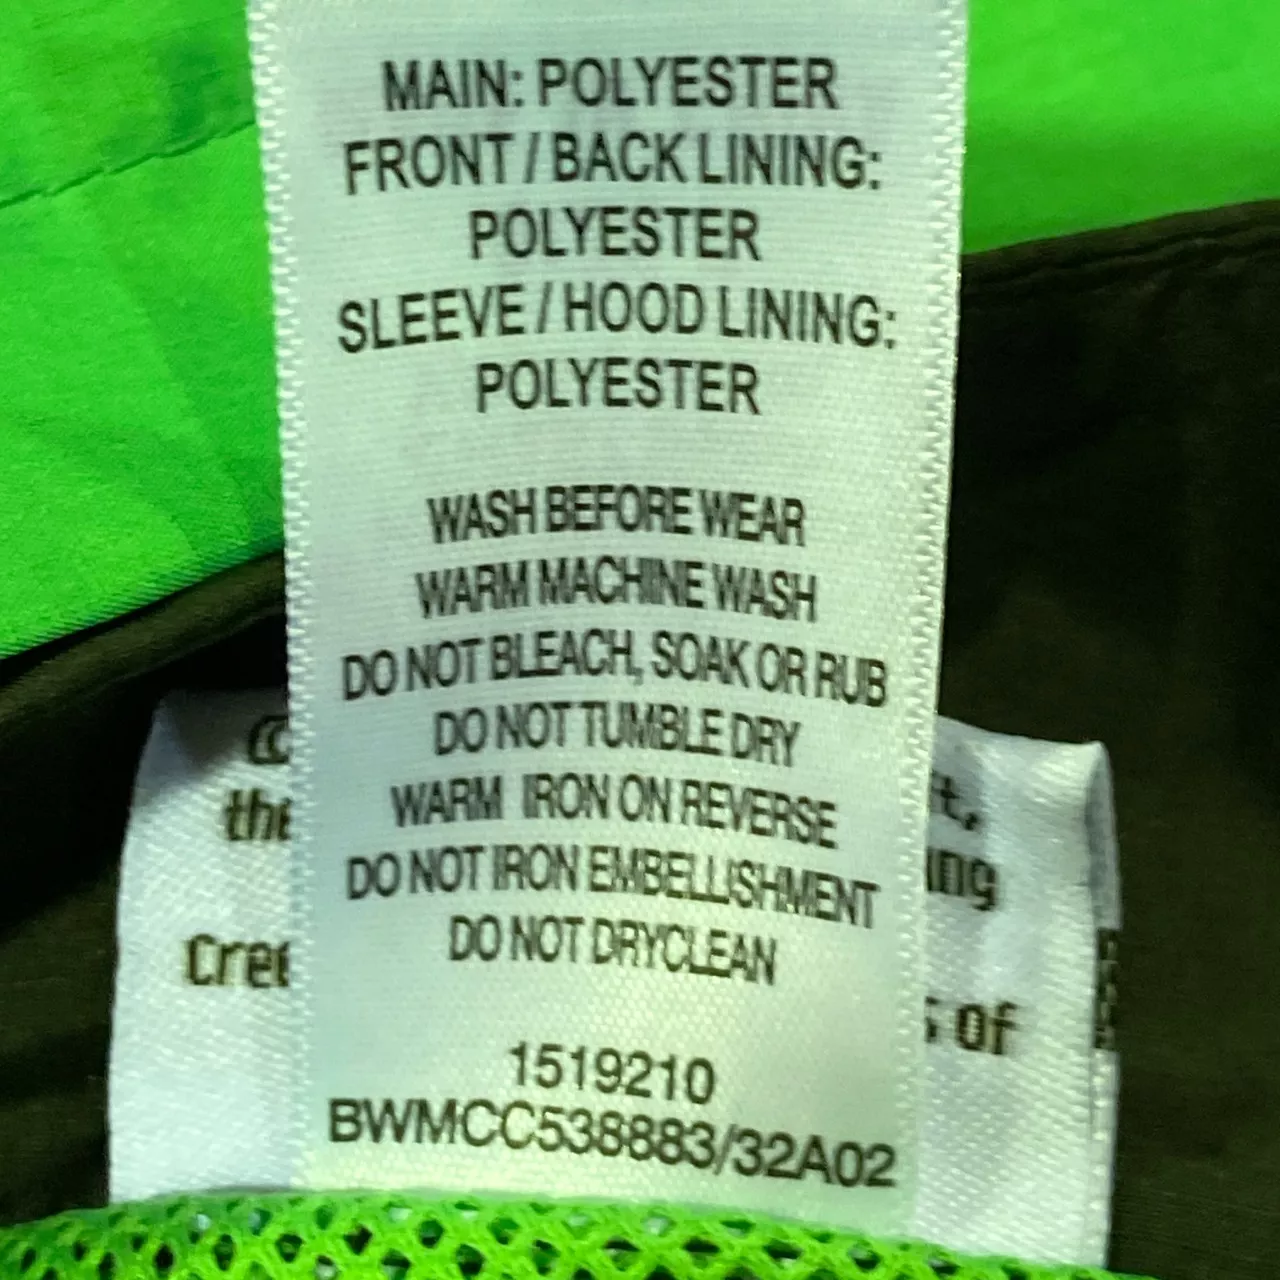 MAIN: POLYESTER
FRONT / BACK LINING:
POLYESTER
SLEEVE / HOOD LINING:
POLYESTER
WASH BEFORE WEAR
WARM MACHINE WASH
DO NOT BLEACH, SOAK OR RUB
DO NOT TUMBLE DRY
WARM IRON ON REVERSE
DO NOT IRON EMBELLISHMENT
DO NOT DRYCLEAN
1519210
BWMCC538883/32A02
the
of